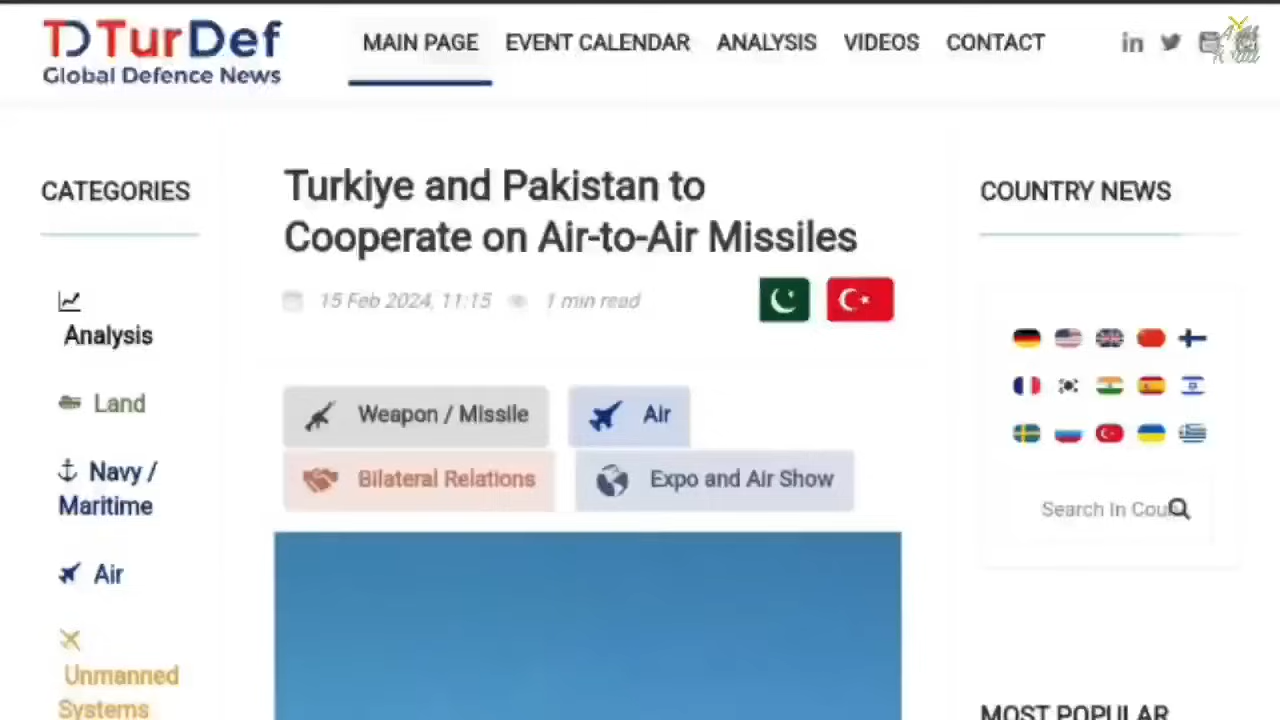 TurDef
Global Defence News
MAIN PAGE
EVENT CALENDAR
ANALYSIS
VIDEOS
CONTACT
in
CATEGORIES
Analysis
Land
Navy /
Maritime
Air
Unmanned
Systems
Turkiye and Pakistan to
Cooperate on Air-to-Air Missiles
15 Feb 2024, 11:15
1 min read
Weapon / Missile
Air
Bilateral Relations
Expo and Air Show
COUNTRY NEWS
Search In Cou
MOST POPULAR